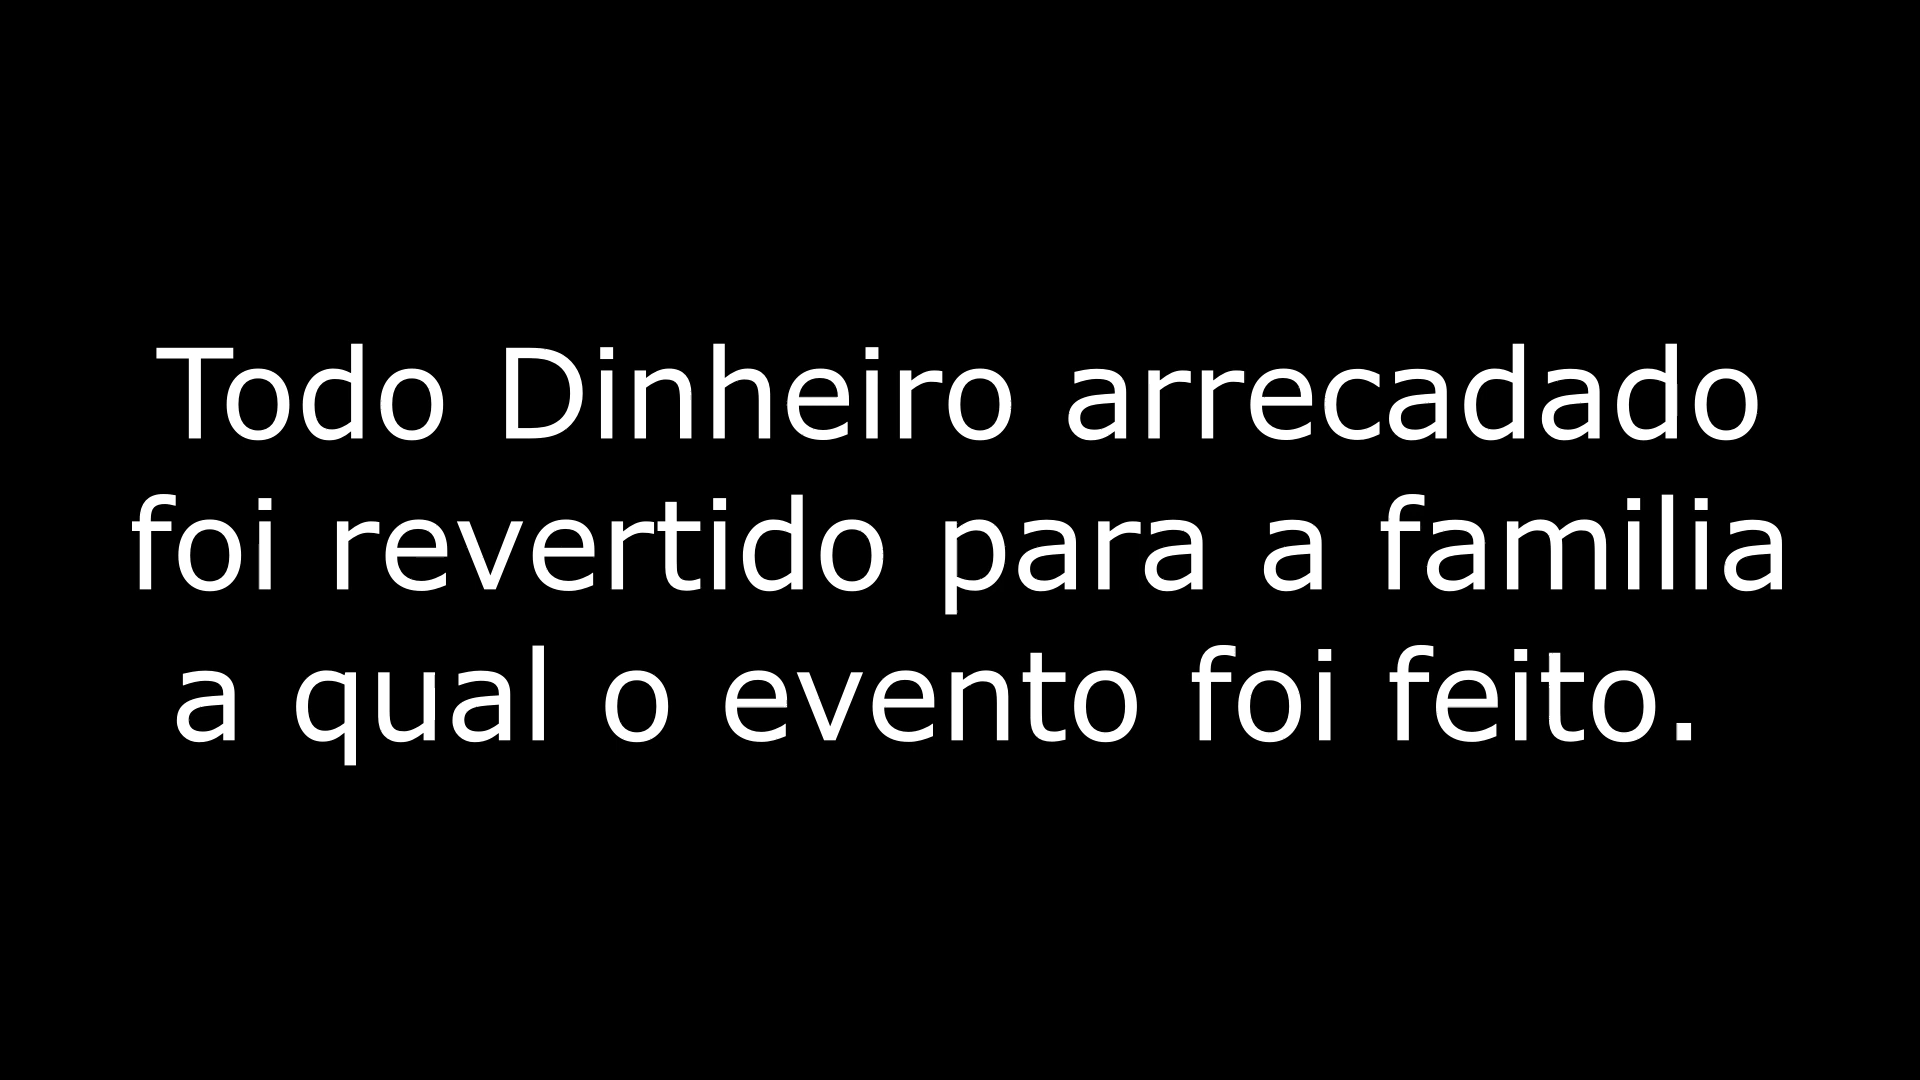 Todo Dinheiro arrecadado
foi revertido para a familia
a qual o evento foi feito.